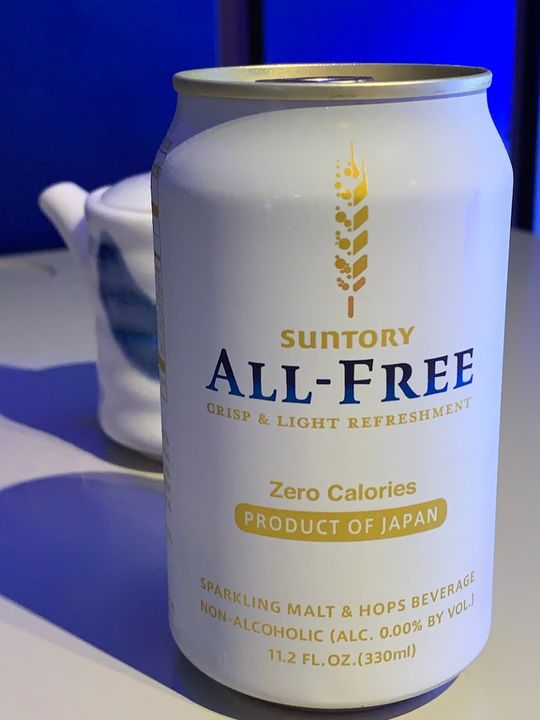 SUNTORY
ALL-FREE
CRISP & LIGHT REFRESHMENT
Zero Calories
PRODUCT OF JAPAN
SPARKLING MALT & HOPS BEVERAGE
NON-ALCOHOLIC (ALC. 0.00% BY VOL.)
11.2 FL.OZ.(330ml)